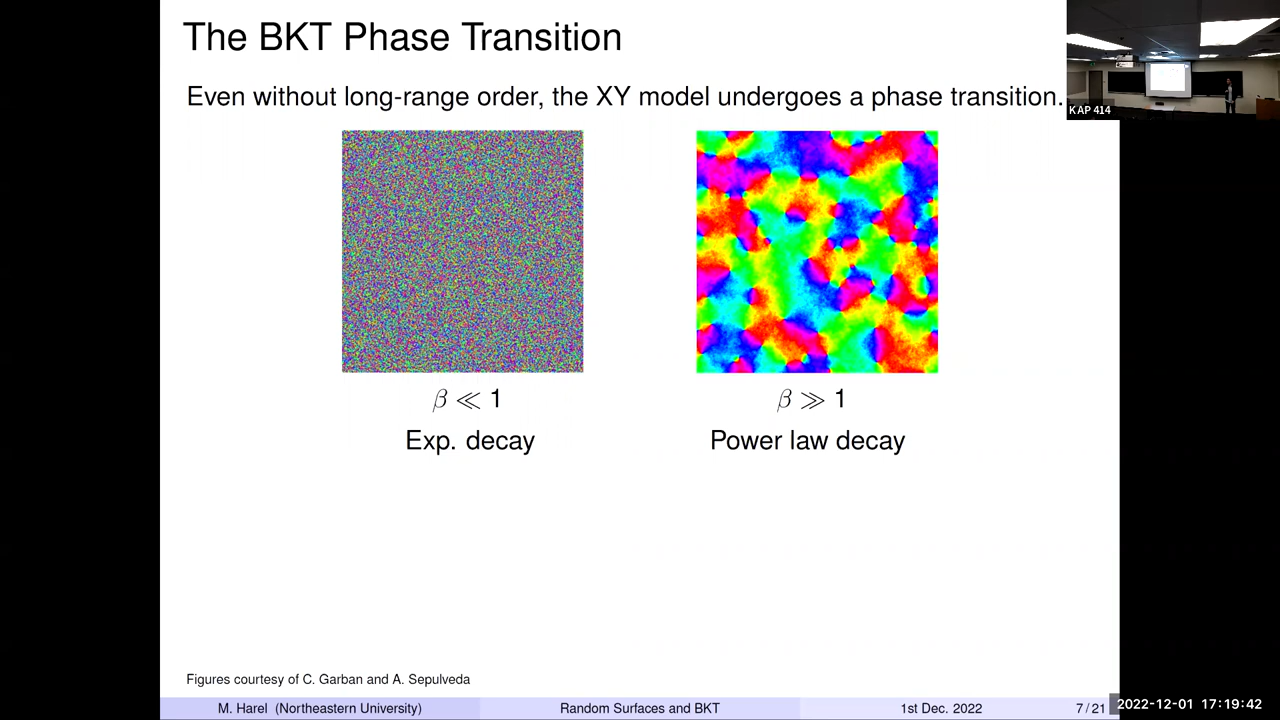 The BKT Phase Transition
Even without long-range order, the XY model undergoes a phase transition.
KAP 414
β ≪ 1
β ≫ 1
Exp. decay
Power law decay
Figures courtesy of C. Garban and A. Sepulveda
M. Harel (Northeastern University)
Random Surfaces and BKT
1st Dec. 2022
7 / 21
2022-12-01 17:19:42